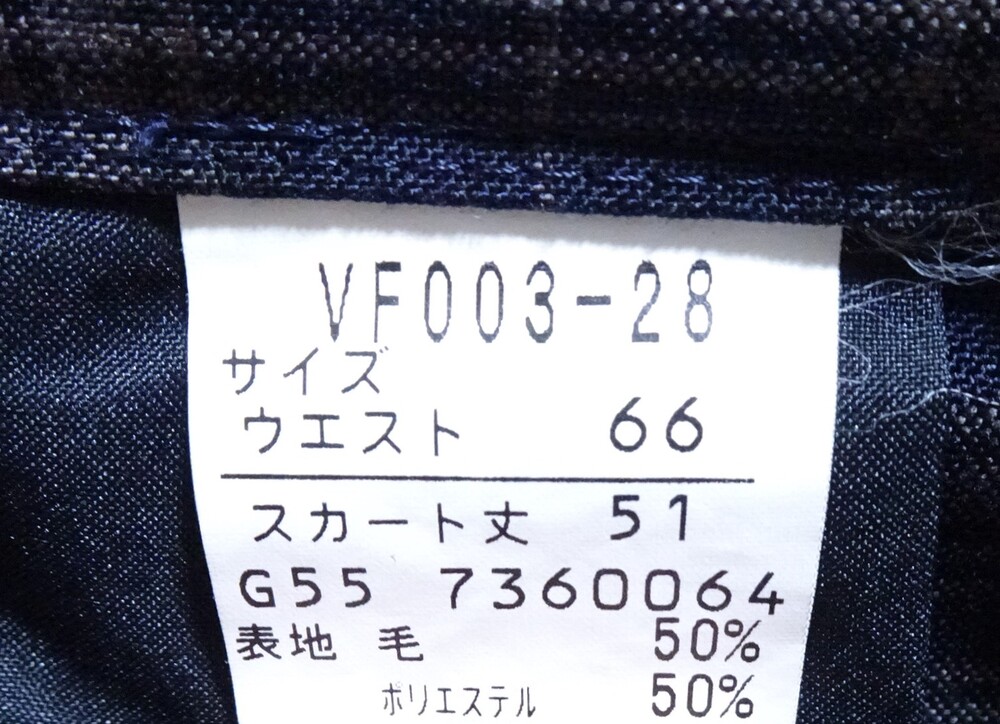 VF003-28
サイズ
ウエスト 66
スカート丈 51
G55 7360064
表地 毛 50%
ポリエステル 50%